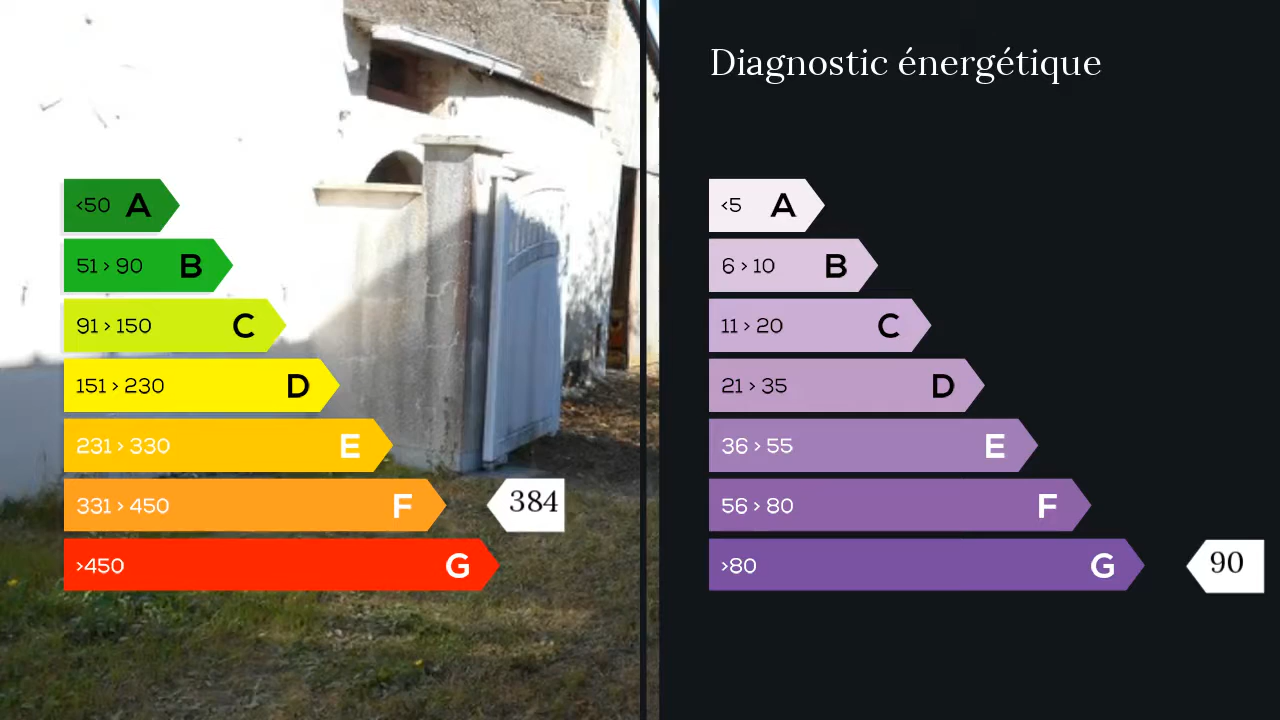 Diagnostic énergétique
<50 A
51 > 90 B
91 > 150 C
151 > 230 D
231 > 330 E
331 > 450 F
384
>450 G
<5 A
6 > 10 B
11 > 20 C
21 > 35 D
36 > 55 E
56 > 80 F
>80 G
90